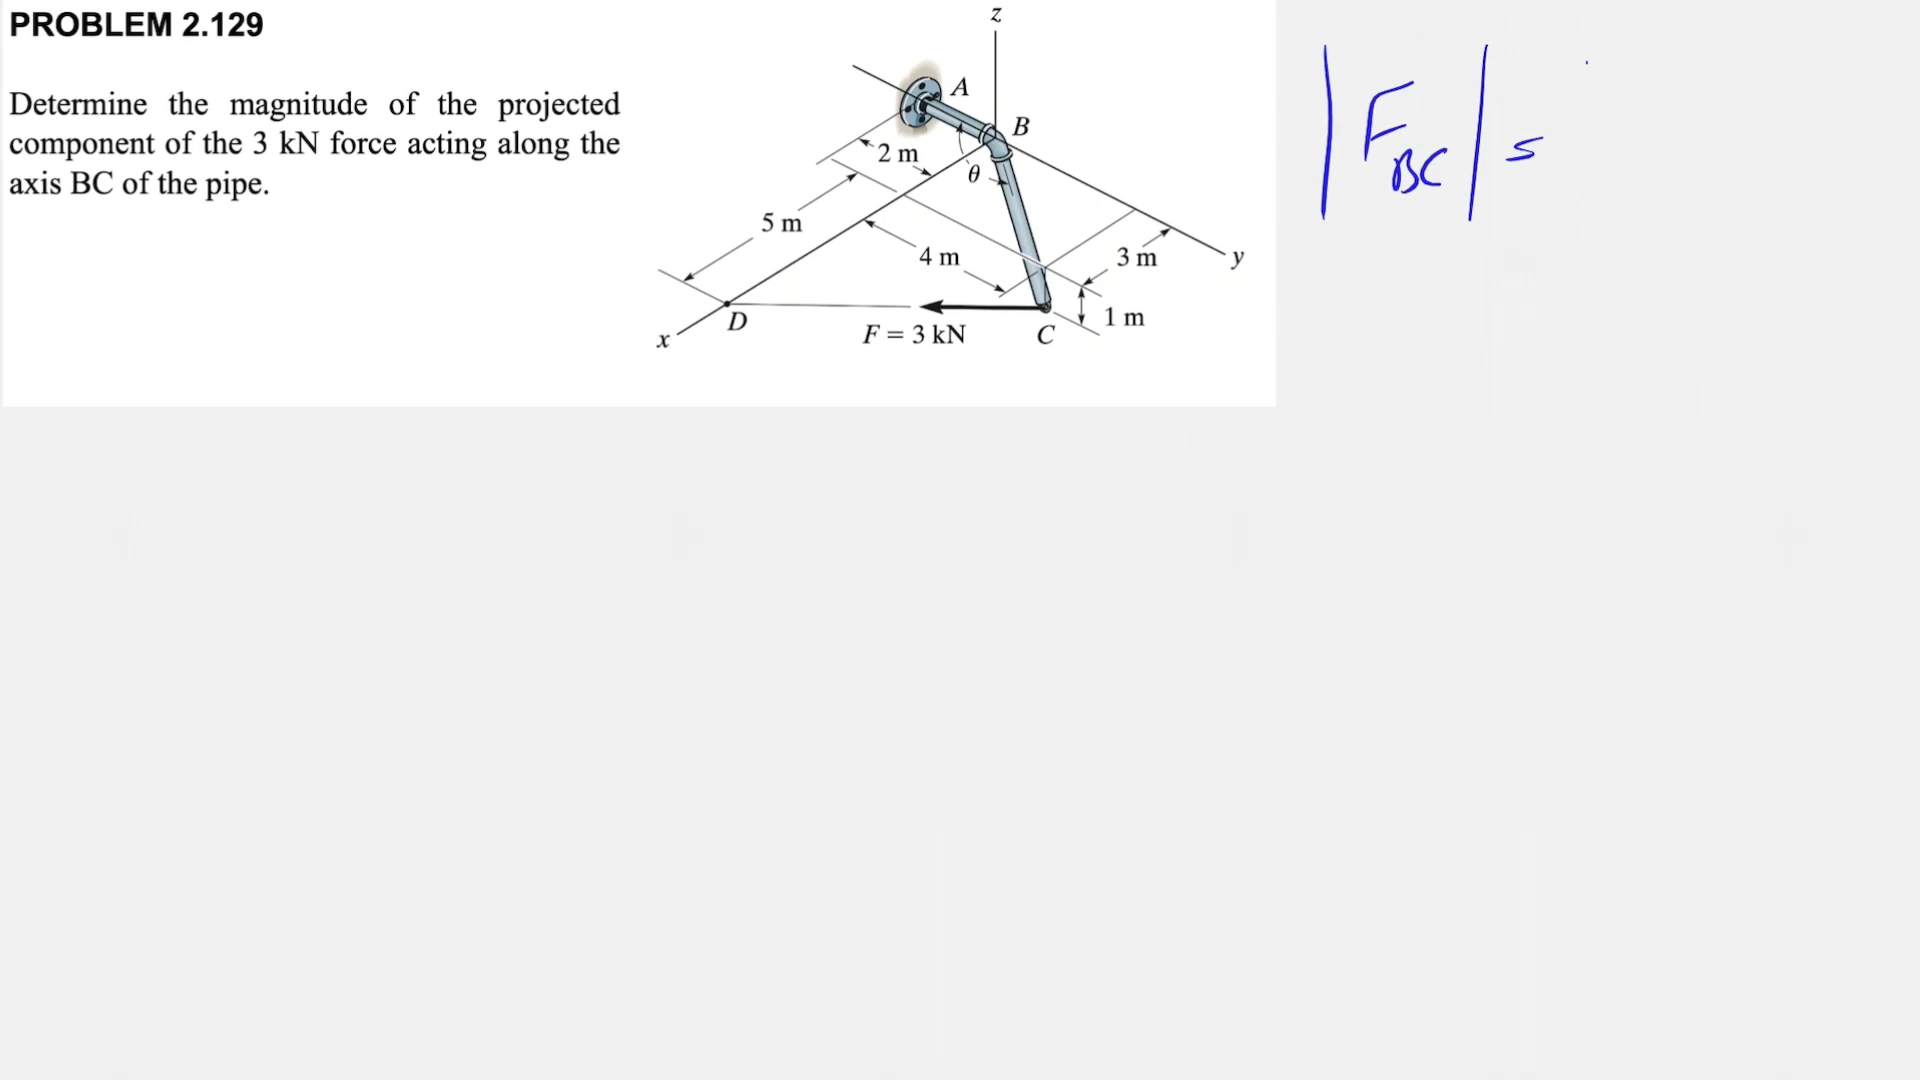 PROBLEM 2.129
Determine the magnitude of the projected
component of the 3 kN force acting along the
axis BC of the pipe.
z
A
B
2 m
θ
5 m
4 m
3 m
y
D
1 m
x
F = 3 kN
C
|F_BC| =